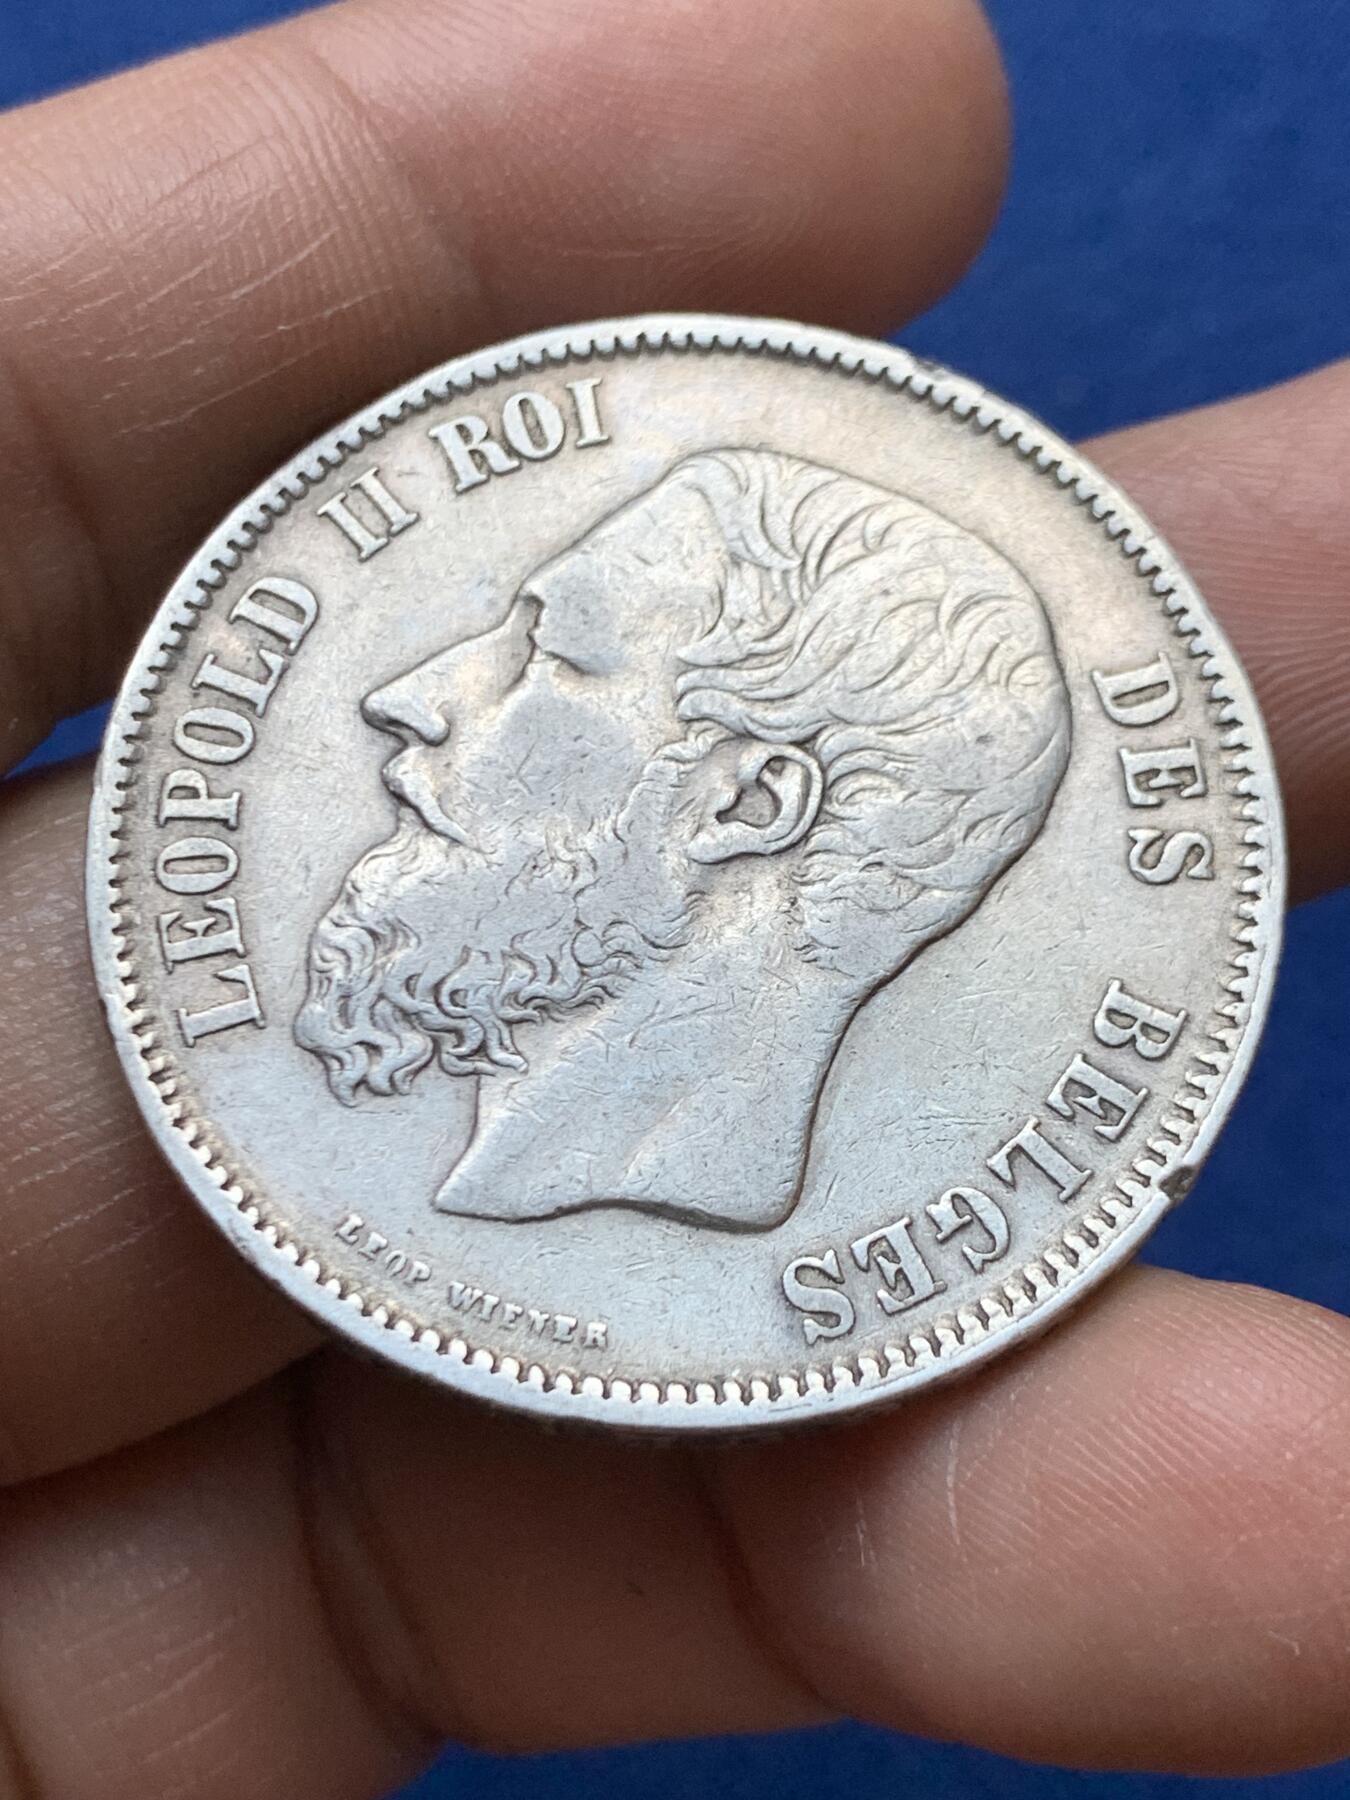 LEOPOLD II ROI DES BELGES
LEOP WIENER